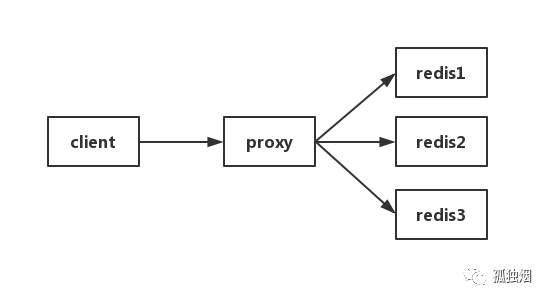 client
proxy
redis1
redis2
redis3
孤独烟